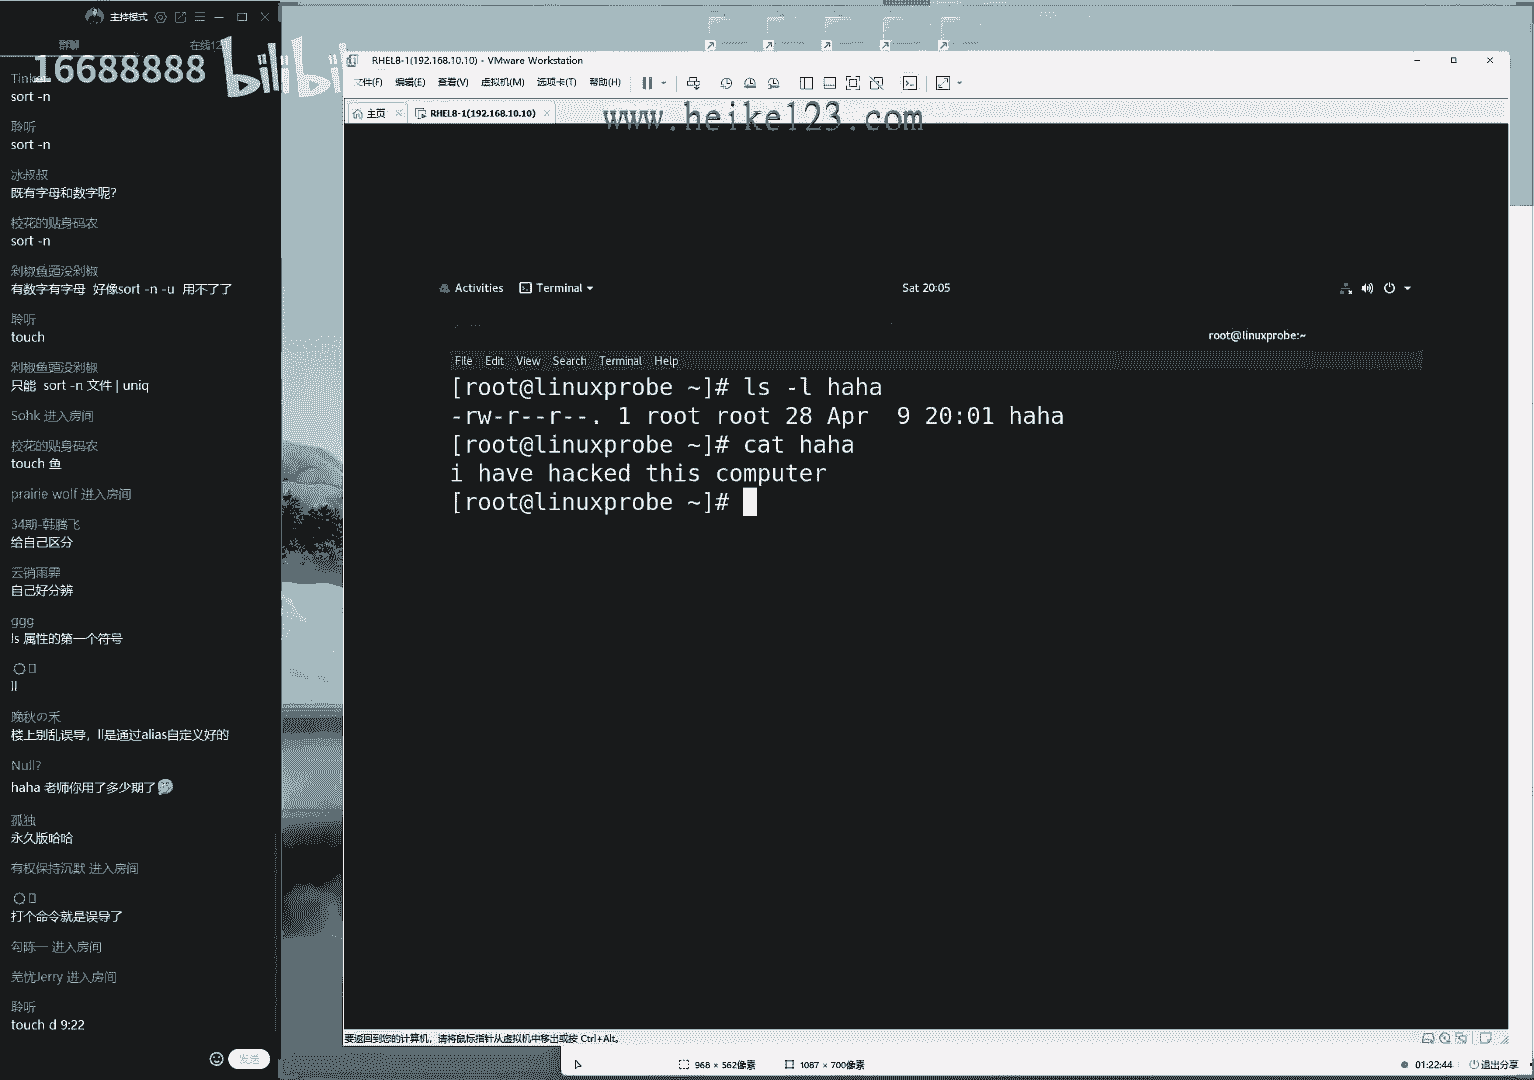 主持模式
16688888
bilibili
Tinker
sort -n
聆听
sort -n
冰叔叔
既有字母和数字呢?
校花的贴身码农
sort -n
剁椒鱼頭没剁椒
有数字有字母 好像sort -n -u 用不了了
聆听
touch
剁椒鱼頭没剁椒
只能 sort -n 文件 | uniq
Sohk 进入房间
校花的贴身码农
touch 鱼
prairie wolf 进入房间
34期-韩腾飞
给自己区分
云销雨霁
自己好分辨
ggg
ls 属性的第一个符号
ll
晚秋の禾
楼上别乱误导，ll是通过alias自定义好的
Null?
haha 老师你用了多少期了
孤独
永久版哈哈
有权保持沉默 进入房间
打个命令就是误导了
勾陈一 进入房间
羌忧Jerry 进入房间
聆听
touch d 9:22
发送
RHEL8-1(192.168.10.10) - VMware Workstation
文件(F) 编辑(E) 查看(V) 虚拟机(M) 选项卡(T) 帮助(H)
主页 RHEL8-1(192.168.10.10)
www.heike123.com
Activities Terminal Sat 20:05
root@linuxprobe:~
File Edit View Search Terminal Help
[root@linuxprobe ~]# ls -l haha
-rw-r--r--. 1 root root 28 Apr  9 20:01 haha
[root@linuxprobe ~]# cat haha
i have hacked this computer
[root@linuxprobe ~]#
要返回到您的计算机，请将鼠标指针从虚拟机中移出或按 Ctrl+Alt。
968 × 562像素 1087 × 700像素 01:22:44 退出分享